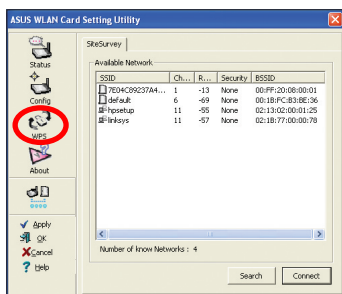 ASUS WLAN Card Setting Utility
Status
Config
WPS
About
Apply
OK
Cancel
Help
SiteSurvey
Available Network
SSID Ch... R... Security BSSID
7E04C89237A4... 1 -13 None 00:FF:20:08:00:01
default 6 -69 None 00:1B:FC:B3:BE:36
hpsetup 11 -55 None 02:13:02:00:01:25
linksys 11 -57 None 02:1B:77:00:00:78
Number of know Networks : 4
Search Connect